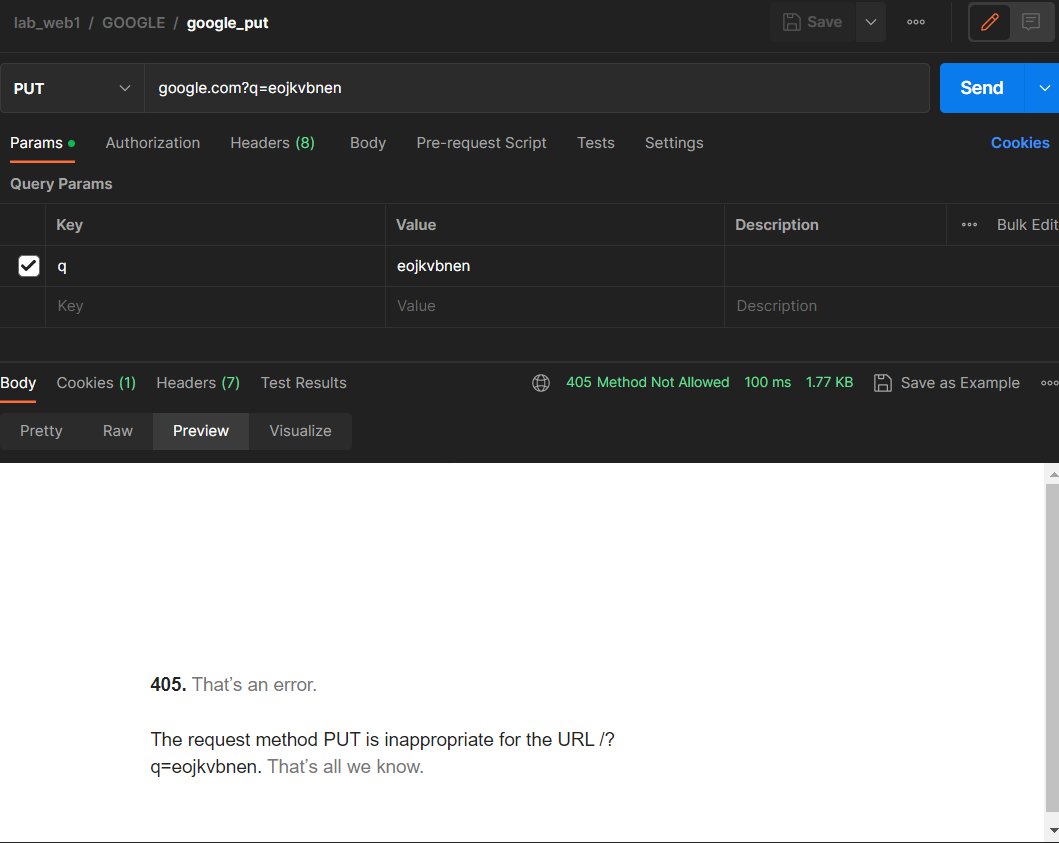 lab_web1 / GOOGLE / google_put Save
PUT google.com?q=eojkvbnen Send
Params Authorization Headers (8) Body Pre-request Script Tests Settings Cookies
Query Params
Key Value Description Bulk Edit
q eojkvbnen
Key Value Description
Body Cookies (1) Headers (7) Test Results 405 Method Not Allowed 100 ms 1.77 KB Save as Example
Pretty Raw Preview Visualize
405. That’s an error.
The request method PUT is inappropriate for the URL /?
q=eojkvbnen. That’s all we know.